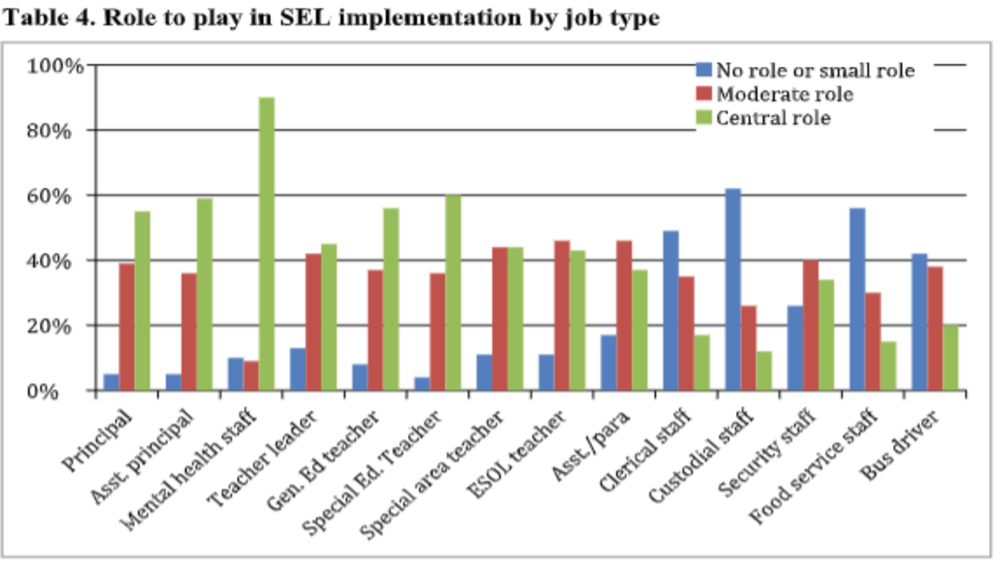 Table 4. Role to play in SEL implementation by job type
100%
80%
60%
40%
20%
0%
No role or small role
Moderate role
Central role
Principal
Asst. principal
Mental health staff
Teacher leader
Gen. Ed teacher
Special Ed. Teacher
Special area teacher
ESOL teacher
Asst./para
Clerical staff
Custodial staff
Security staff
Food service staff
Bus driver